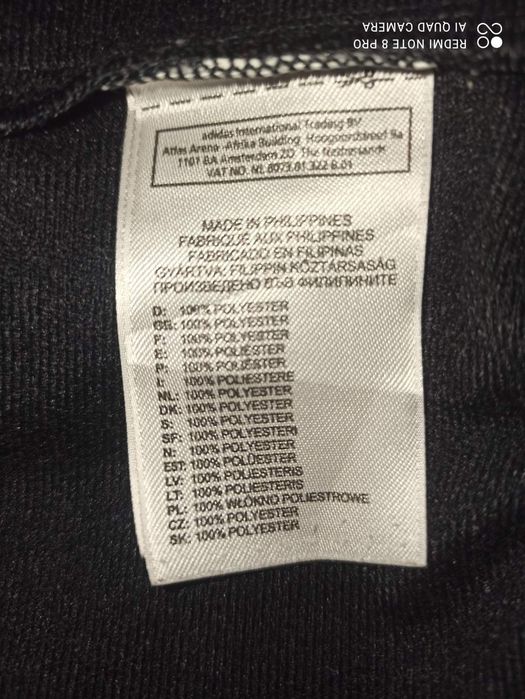 REDMI NOTE 8 PRO
AI QUAD CAMERA
adidas International Trading BV
Atlas Arena -Afrika Building Hoogoorddreef 9a
1101 BA Amsterdam ZO The Netherlands
VAT NO. NL 8073.81.322.B.01
MADE IN PHILIPPINES
FABRIQUÉ AUX PHILIPPINES
FABRICADO EN FILIPINAS
GYÁRTVA: FILIPPIN KÖZTÁRSASÁG
ПРОИЗВЕДЕНО ВЪВ ФИЛИПИНИТЕ
D: 100% POLYESTER
GB: 100% POLYESTER
F: 100% POLYESTER
E: 100% POLIÉSTER
P: 100% POLIÉSTER
I: 100% POLIESTERE
NL: 100% POLYESTER
DK: 100% POLYESTER
S: 100% POLYESTER
SF: 100% POLYESTERI
N: 100% POLYESTER
EST: 100% POLÜESTER
LV: 100% POLIESTERIS
LT: 100% POLIESTERIS
PL: 100% WŁÓKNO POLIESTROWE
CZ: 100% POLYESTER
SK: 100% POLYESTER